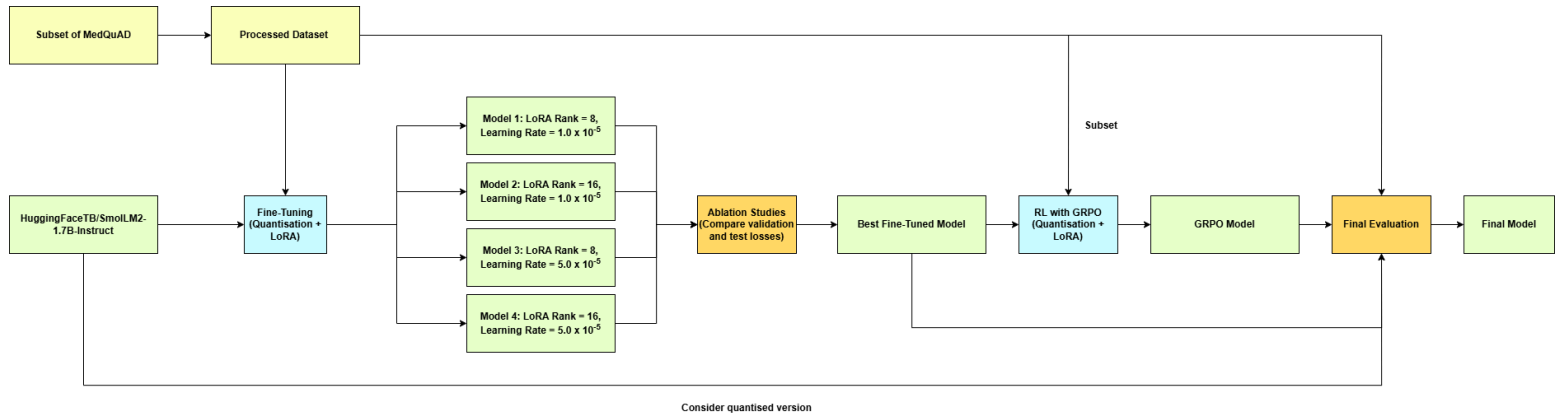 Subset of MedQuAD
Processed Dataset
Model 1: LoRA Rank = 8,
Learning Rate = 1.0 x 10⁻⁵
Subset
Model 2: LoRA Rank = 16,
Learning Rate = 1.0 x 10⁻⁵
HuggingFaceTB/SmolLM2-
1.7B-Instruct
Fine-Tuning
(Quantisation +
LoRA)
Ablation Studies
(Compare validation
and test losses)
Best Fine-Tuned Model
RL with GRPO
(Quantisation +
LoRA)
GRPO Model
Final Evaluation
Final Model
Model 3: LoRA Rank = 8,
Learning Rate = 5.0 x 10⁻⁵
Model 4: LoRA Rank = 16,
Learning Rate = 5.0 x 10⁻⁵
Consider quantised version